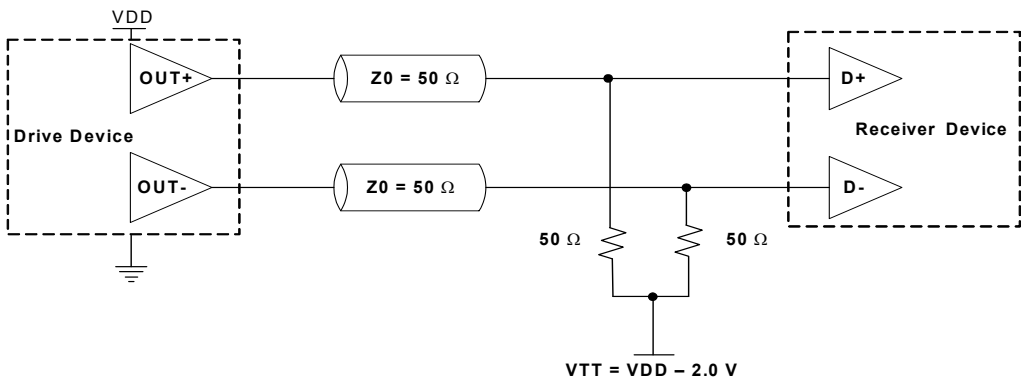 VDD
OUT+
Z0 = 50 Ω
D+
Drive Device
Receiver Device
OUT-
Z0 = 50 Ω
D-
50 Ω
50 Ω
VTT = VDD – 2.0 V